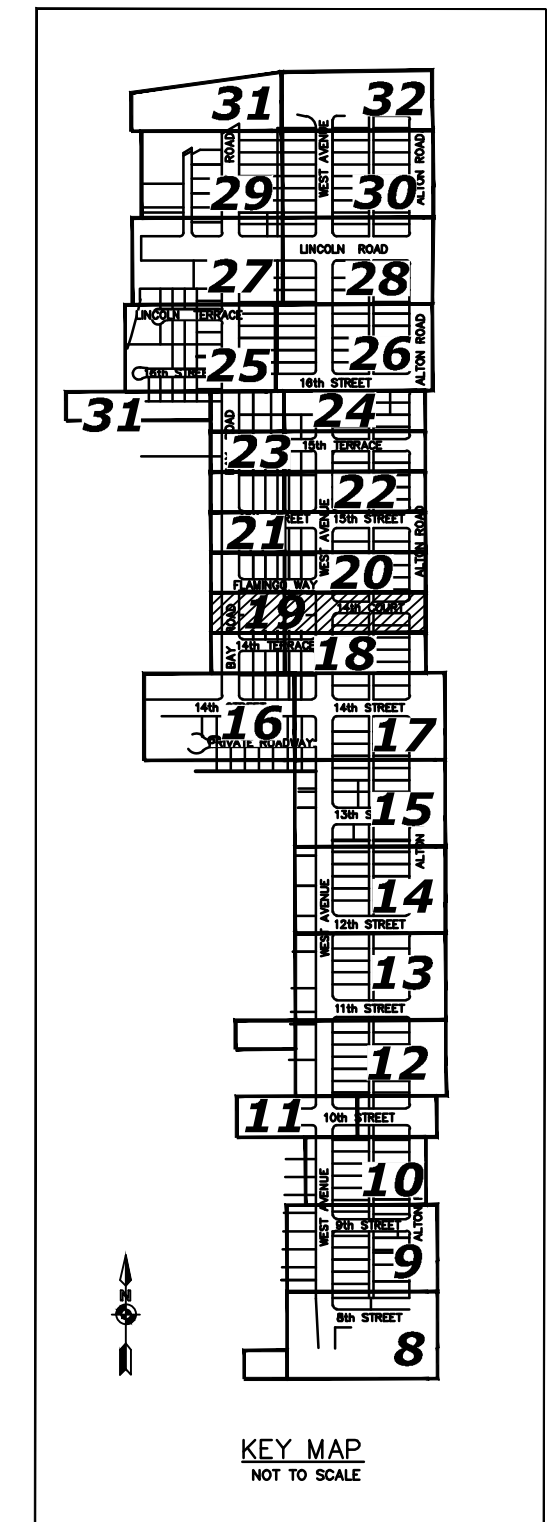 31
32
ROAD
WEST AVENUE
ALTON ROAD
29
30
LINCOLN ROAD
27
28
LINCOLN TERRACE
ALTON ROAD
26
25
16th STREET
31
24
15th TERRACE
23
22
15th STREET
WEST AVENUE
ALTON ROAD
21
20
FLAMINGO WAY
19
14th COURT
BAY ROAD
14th TERRACE
18
14th
14th STREET
16
17
PRIVATE ROADWAY
15
13th
ALTON
14
WEST AVENUE
12th STREET
13
11th STREET
12
11
10th STREET
10
WEST AVENUE
ALTON
9th STREET
9
N
8th STREET
8
KEY MAP
NOT TO SCALE